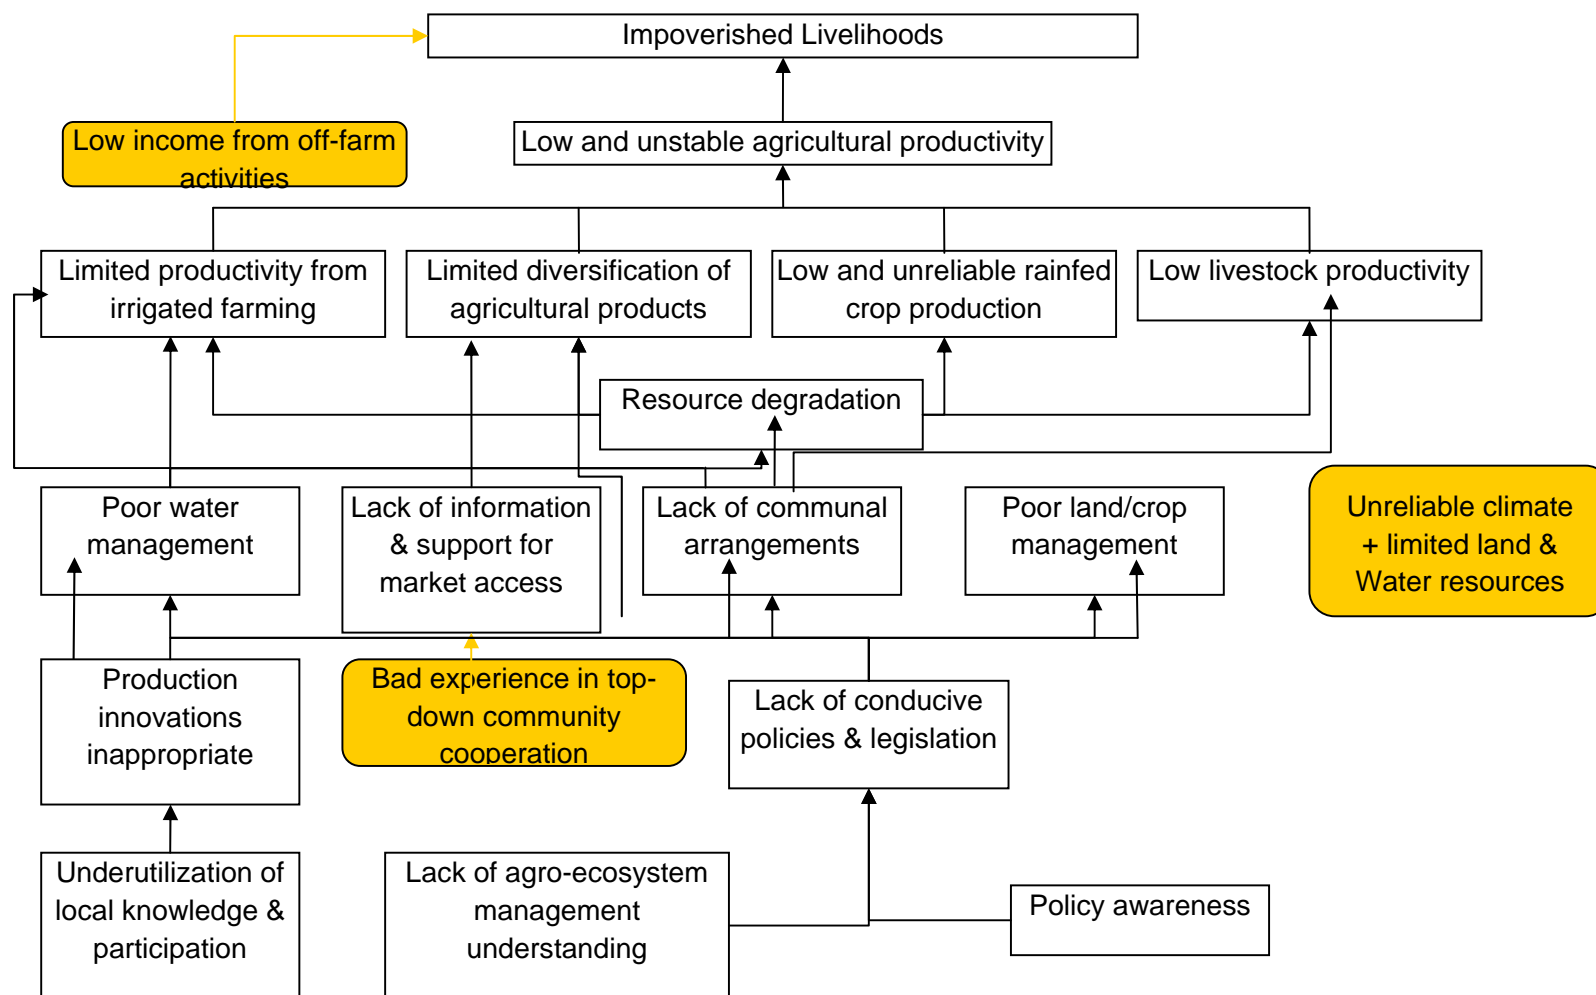 Impoverished Livelihoods
Low income from off-farm
activities
Low and unstable agricultural productivity
Limited productivity from
irrigated farming
Limited diversification of
agricultural products
Low and unreliable rainfed
crop production
Low livestock productivity
Resource degradation
Poor water
management
Lack of information
& support for
market access
Lack of communal
arrangements
Poor land/crop
management
Unreliable climate
+ limited land &
Water resources
Production
innovations
inappropriate
Bad experience in top-
down community
cooperation
Lack of conducive
policies & legislation
Underutilization of
local knowledge &
participation
Lack of agro-ecosystem
management
understanding
Policy awareness